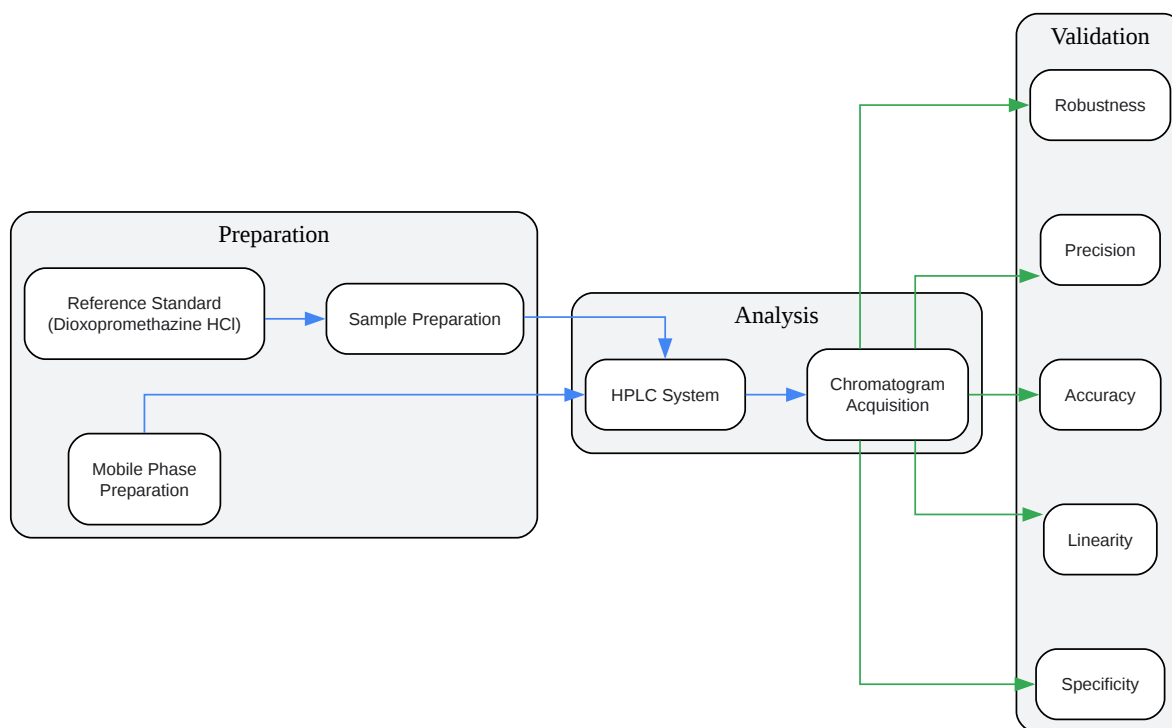 Preparation
Reference Standard
(Dioxopromethazine HCl)
Sample Preparation
Mobile Phase
Preparation
Analysis
HPLC System
Chromatogram
Acquisition
Validation
Robustness
Precision
Accuracy
Linearity
Specificity